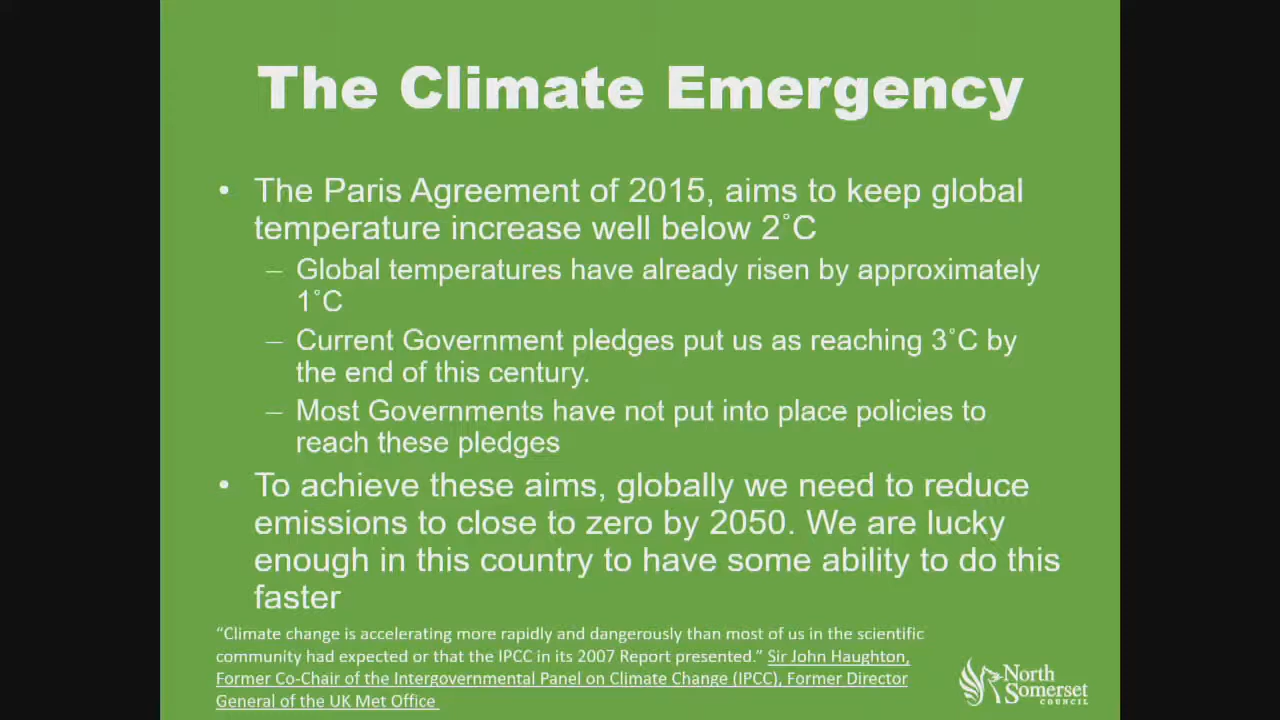 The Climate Emergency
• The Paris Agreement of 2015, aims to keep global
temperature increase well below 2˚C
– Global temperatures have already risen by approximately
1˚C
– Current Government pledges put us as reaching 3˚C by
the end of this century.
– Most Governments have not put into place policies to
reach these pledges
• To achieve these aims, globally we need to reduce
emissions to close to zero by 2050. We are lucky
enough in this country to have some ability to do this
faster
“Climate change is accelerating more rapidly and dangerously than most of us in the scientific
community had expected or that the IPCC in its 2007 Report presented.” Sir John Haughton,
Former Co-Chair of the Intergovernmental Panel on Climate Change (IPCC), Former Director
General of the UK Met Office
North
Somerset
COUNCIL